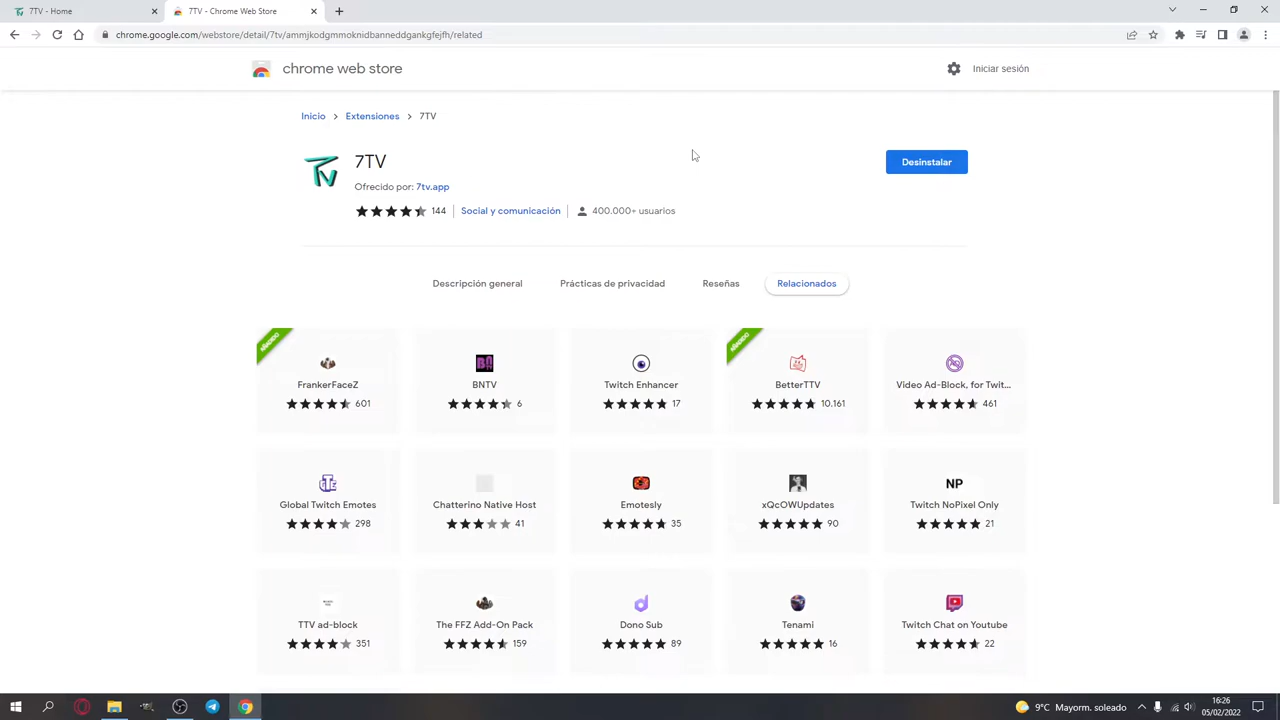 7TV - Home
7TV - Chrome Web Store
chrome.google.com/webstore/detail/7tv/ammjkodgmmoknidbanneddgankgfejfh/related
chrome web store
Iniciar sesión
Inicio > Extensiones > 7TV
7TV
Desinstalar
Ofrecido por: 7tv.app
144 Social y comunicación 400.000+ usuarios
Descripción general Prácticas de privacidad Reseñas Relacionados
AÑADIDO AÑADIDO
FrankerFaceZ BNTV Twitch Enhancer BetterTTV Video Ad-Block, for Twit...
601 6 17 10.161 461
NP
Global Twitch Emotes Chatterino Native Host Emotesly xQcOWUpdates Twitch NoPixel Only
298 41 35 90 21
TTV ad-block The FFZ Add-On Pack Dono Sub Tenami Twitch Chat on Youtube
351 159 89 16 22
9°C Mayorm. soleado
16:26
05/02/2022